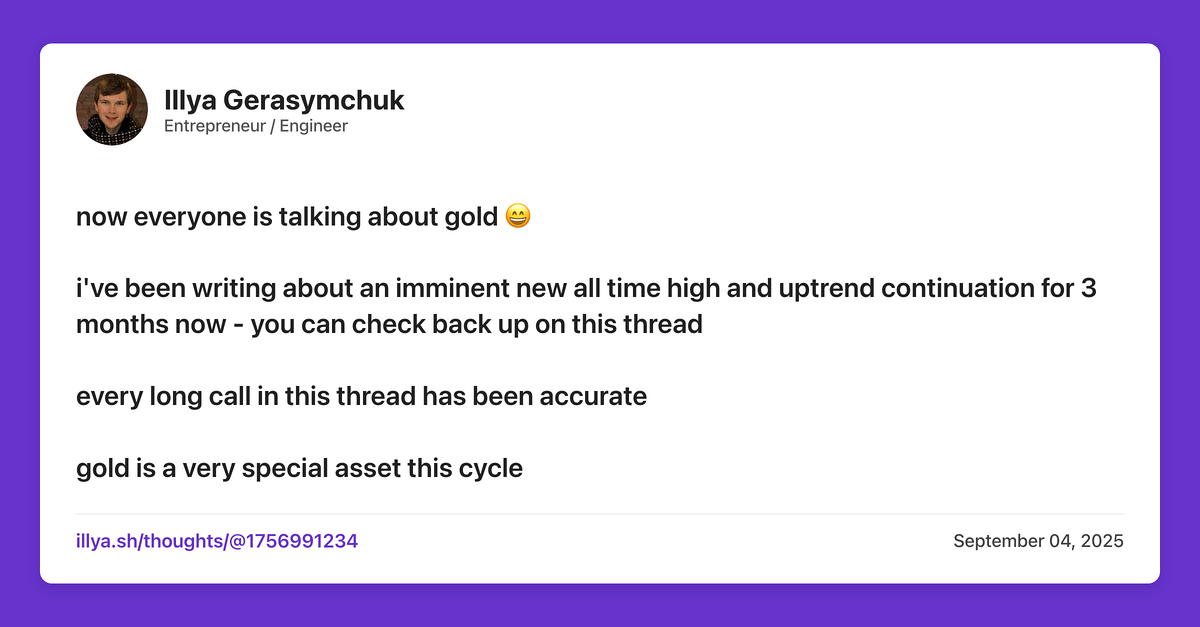 Illya Gerasymchuk
Entrepreneur / Engineer
now everyone is talking about gold 😄
i've been writing about an imminent new all time high and uptrend continuation for 3
months now - you can check back up on this thread
every long call in this thread has been accurate
gold is a very special asset this cycle
illya.sh/thoughts/@1756991234
September 04, 2025